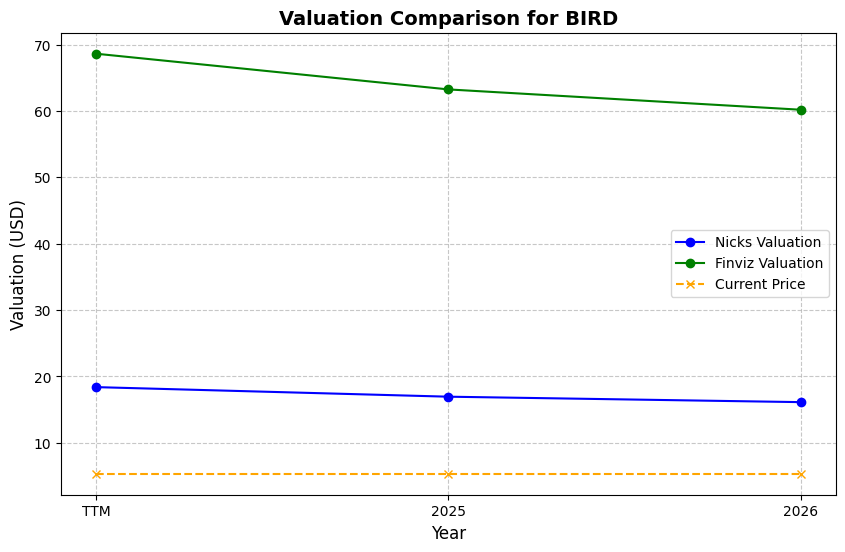 Valuation Comparison for BIRD
Valuation (USD)
70
60
50
40
30
20
10
Nicks Valuation
Finviz Valuation
Current Price
TTM
2025
2026
Year